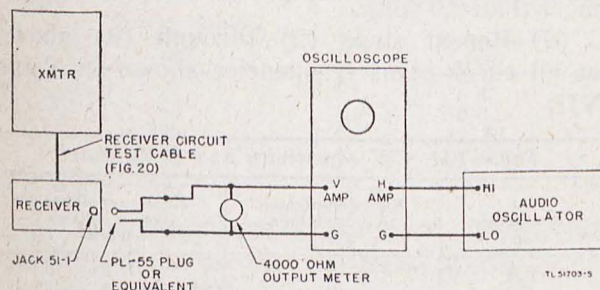 OSCILLOSCOPE
XMTR
RECEIVER CIRCUIT
TEST CABLE
(FIG.20)
RECEIVER
JACK 51-1
PL-55 PLUG
OR
EQUIVALENT
4000 OHM
OUTPUT METER
V
AMP
H
AMP
G
G
HI
LO
AUDIO
OSCILLATOR
TL 51703-S